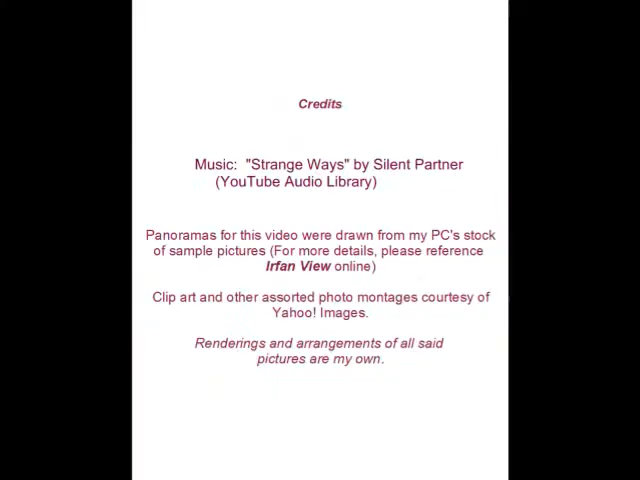 Credits
Music:  "Strange Ways" by Silent Partner
(YouTube Audio Library)
Panoramas for this video were drawn from my PC's stock
of sample pictures (For more details, please reference
Irfan View online)
Clip art and other assorted photo montages courtesy of
Yahoo! Images.
Renderings and arrangements of all said
pictures are my own.